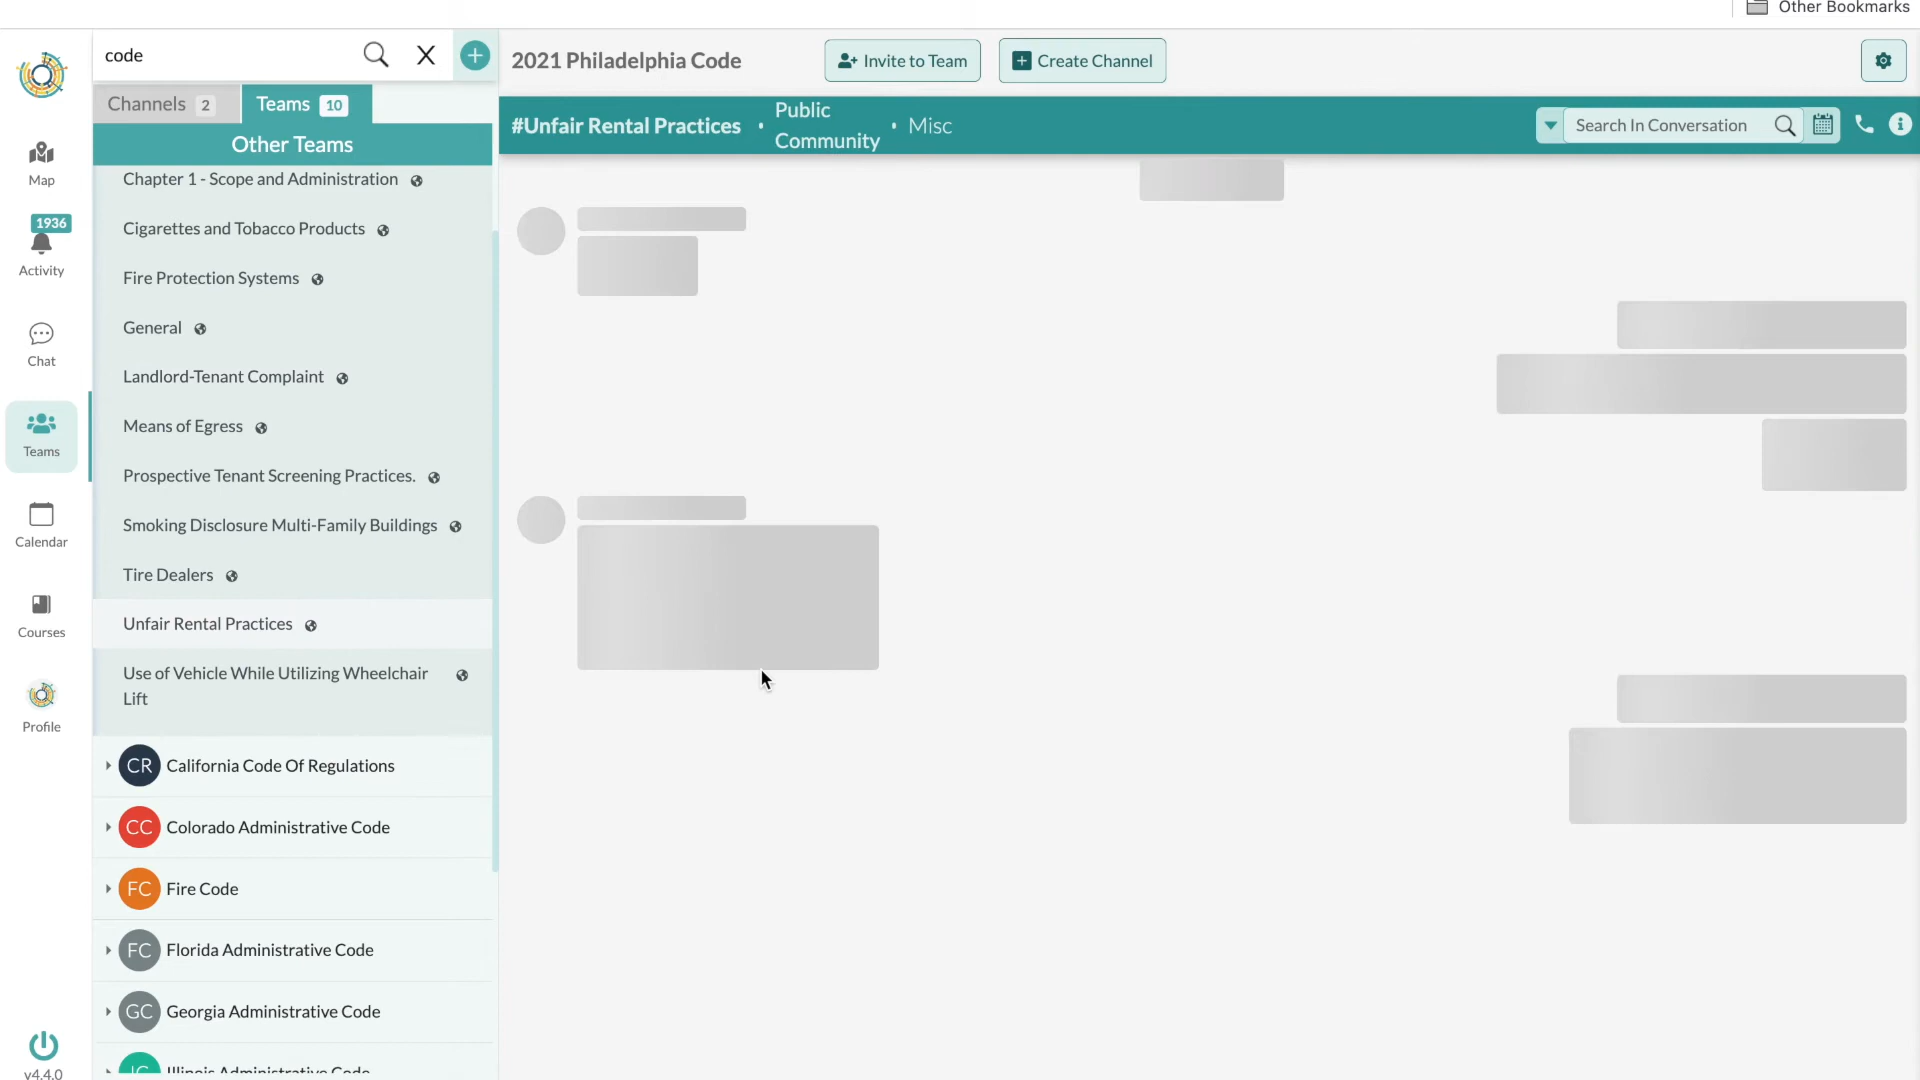 Other Bookmarks
code
2021 Philadelphia Code
Invite to Team
Create Channel
Channels 2
Teams 10
Other Teams
#Unfair Rental Practices • Public Community • Misc
Search In Conversation
Chapter 1 - Scope and Administration
Cigarettes and Tobacco Products
Fire Protection Systems
General
Landlord-Tenant Complaint
Means of Egress
Prospective Tenant Screening Practices.
Smoking Disclosure Multi-Family Buildings
Tire Dealers
Unfair Rental Practices
Use of Vehicle While Utilizing Wheelchair
Lift
CR California Code Of Regulations
CC Colorado Administrative Code
FC Fire Code
FC Florida Administrative Code
GC Georgia Administrative Code
IC Illinois Administrative Code
Map
1936
Activity
Chat
Teams
Calendar
Courses
Profile
v4.4.0